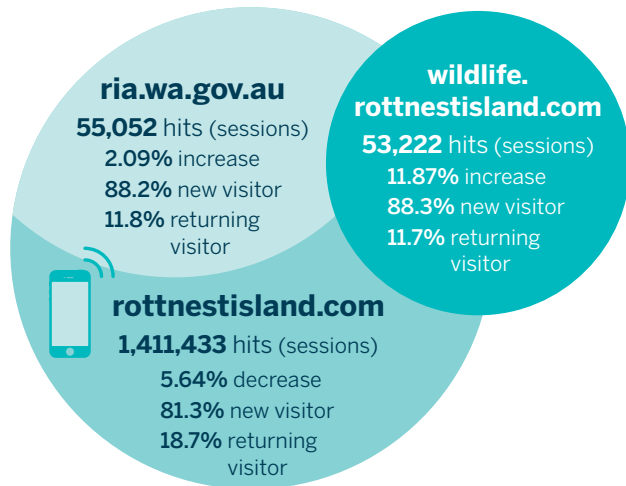 ria.wa.gov.au
55,052 hits (sessions)
2.09% increase
88.2% new visitor
11.8% returning
visitor
wildlife.
rottnestisland.com
53,222 hits (sessions)
11.87% increase
88.3% new visitor
11.7% returning
visitor
rottnestisland.com
1,411,433 hits (sessions)
5.64% decrease
81.3% new visitor
18.7% returning
visitor